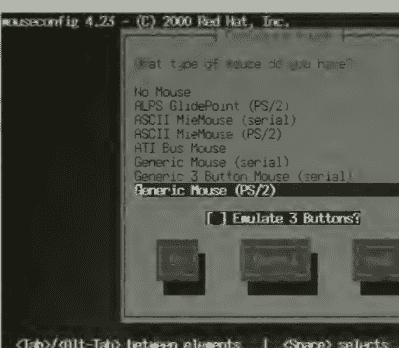 mouseconfig 4.23 - (C) 2000 Red Hat, Inc.
What type of mouse do you have?
No Mouse
ALPS GlidePoint (PS/2)
ASCII MieMouse (serial)
ASCII MieMouse (PS/2)
ATI Bus Mouse
Generic Mouse (serial)
Generic 3 Button Mouse (serial)
Generic Mouse (PS/2)
[ ] Emulate 3 Buttons?
<Tab>/<Alt-Tab> between elements | <Space> selects